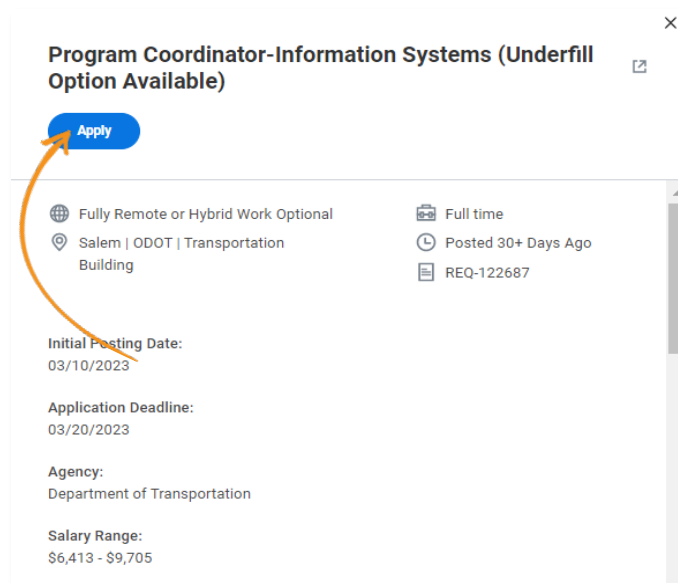 Program Coordinator-Information Systems (Underfill
Option Available)
Apply
Fully Remote or Hybrid Work Optional
Full time
Salem | ODOT | Transportation
Building
Posted 30+ Days Ago
REQ-122687
Initial Posting Date:
03/10/2023
Application Deadline:
03/20/2023
Agency:
Department of Transportation
Salary Range:
$6,413 - $9,705